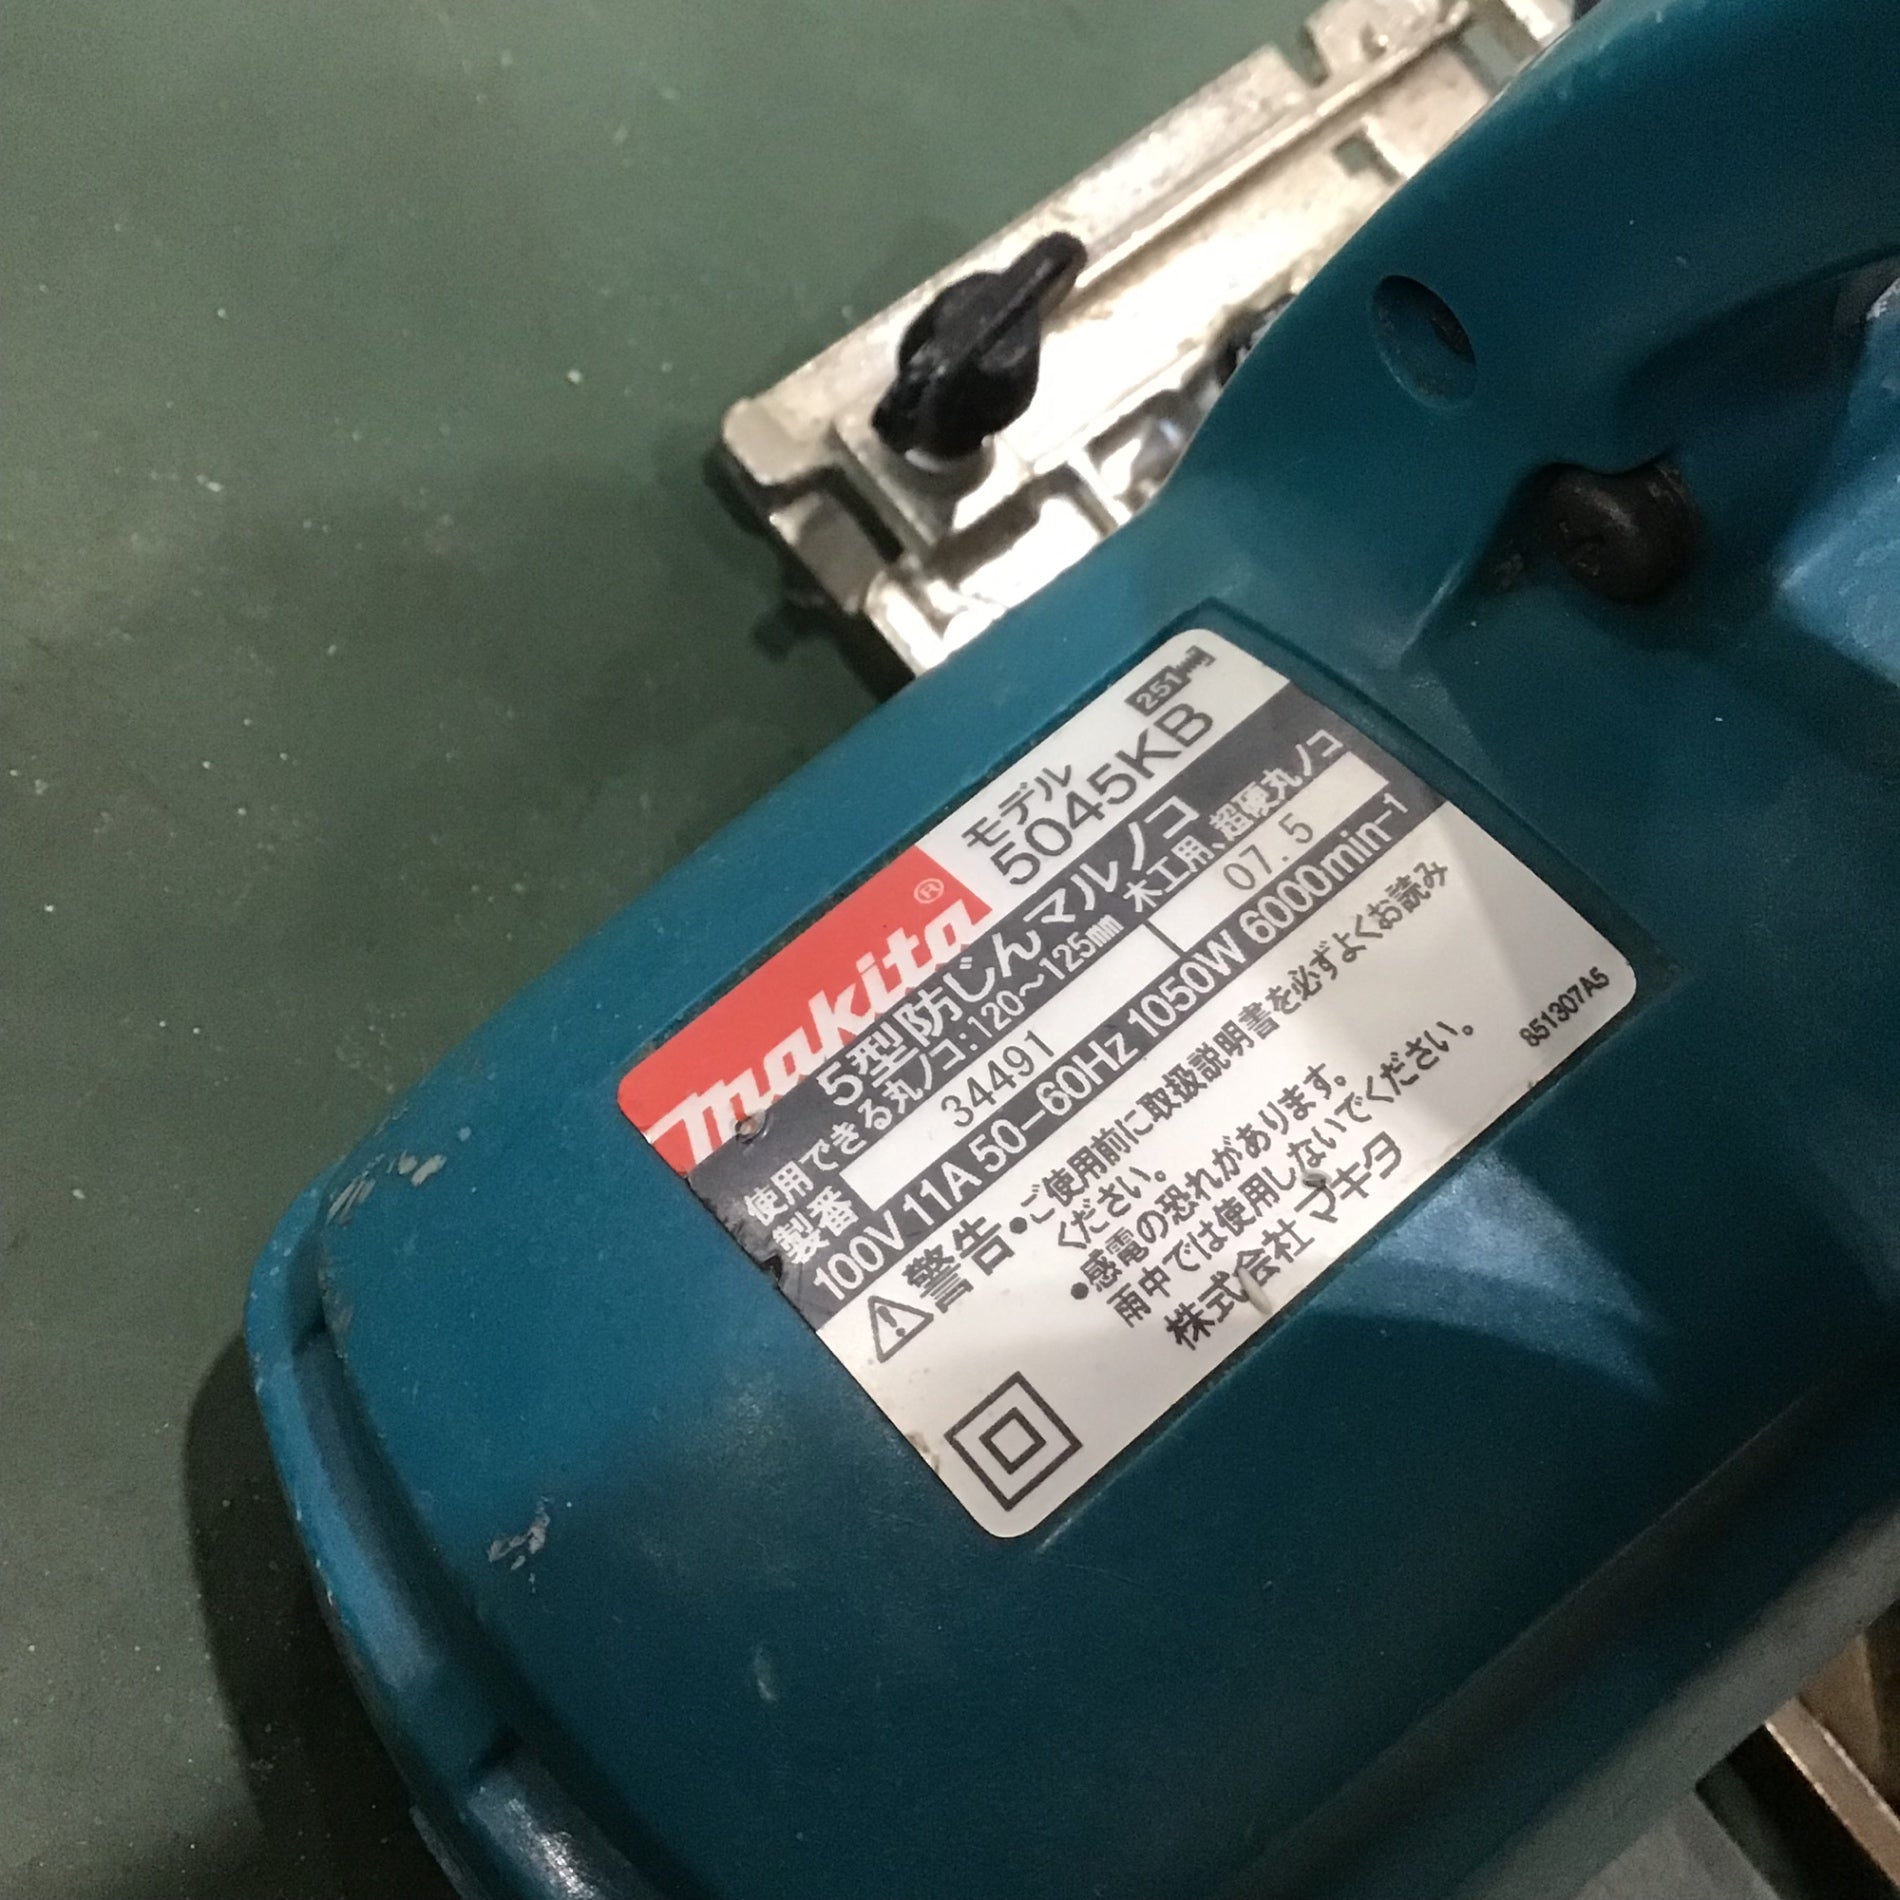 251
モデル
5045KB
makita®
5型防じんマルノコ
使用できる丸ノコ:120〜125mm 木工用、超硬丸ノコ
製番 34491 07.5
100V 11A 50-60Hz 1050W 6000min-1
警告 •ご使用前に取扱説明書を必ずよくお読み
ください。
•感電の恐れがあります。
雨中では使用しないでください。
株式会社 マキタ
851307A5